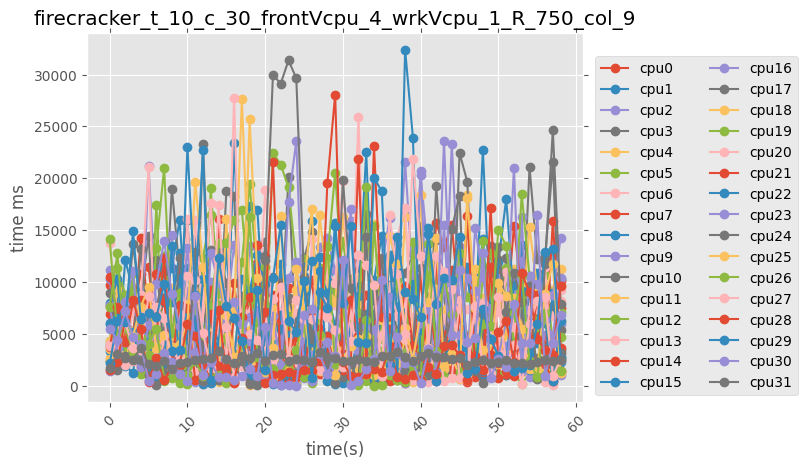 firecracker_t_10_c_30_frontVcpu_4_wrkVcpu_1_R_750_col_9
time ms
30000
25000
20000
15000
10000
5000
0
0
10
20
30
40
50
60
time(s)
cpu0
cpu1
cpu2
cpu3
cpu4
cpu5
cpu6
cpu7
cpu8
cpu9
cpu10
cpu11
cpu12
cpu13
cpu14
cpu15
cpu16
cpu17
cpu18
cpu19
cpu20
cpu21
cpu22
cpu23
cpu24
cpu25
cpu26
cpu27
cpu28
cpu29
cpu30
cpu31